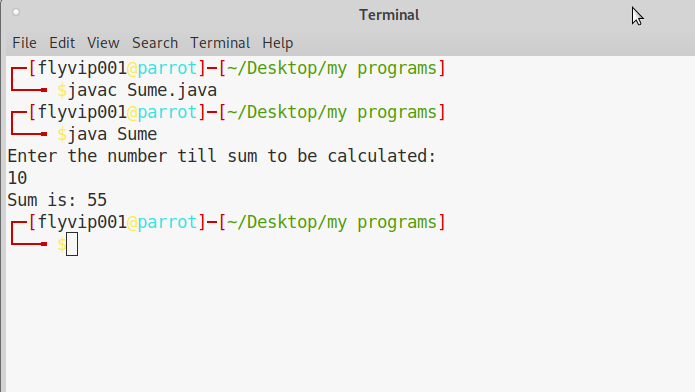 Terminal
File Edit View Search Terminal Help
┌─[flyvip001@parrot]─[~/Desktop/my programs]
└──╼ $javac Sume.java
┌─[flyvip001@parrot]─[~/Desktop/my programs]
└──╼ $java Sume
Enter the number till sum to be calculated:
10
Sum is: 55
┌─[flyvip001@parrot]─[~/Desktop/my programs]
└──╼ $